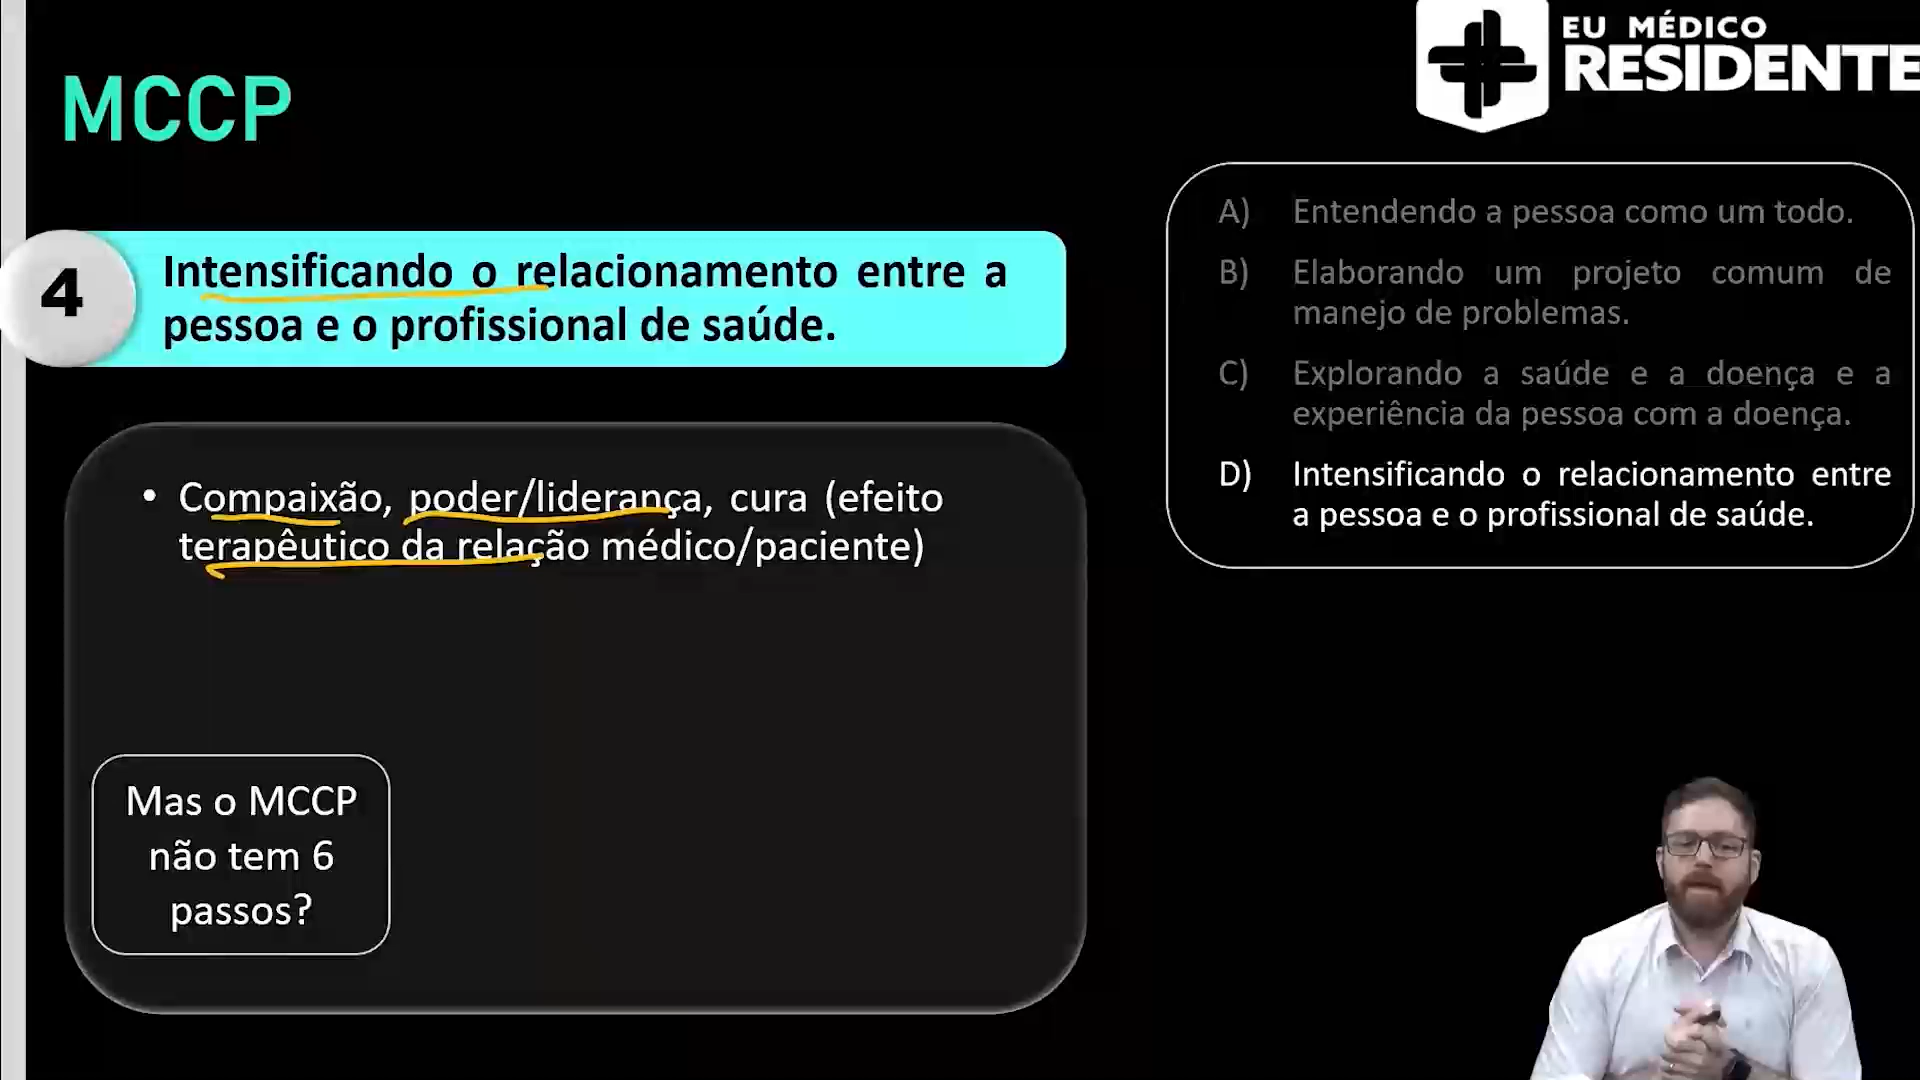 EU MÉDICO
RESIDENTE
MCCP
4
Intensificando o relacionamento entre a
pessoa e o profissional de saúde.
• Compaixão, poder/liderança, cura (efeito
terapêutico da relação médico/paciente)
Mas o MCCP
não tem 6
passos?
A) Entendendo a pessoa como um todo.
B) Elaborando um projeto comum de
manejo de problemas.
C) Explorando a saúde e a doença e a
experiência da pessoa com a doença.
D) Intensificando o relacionamento entre
a pessoa e o profissional de saúde.